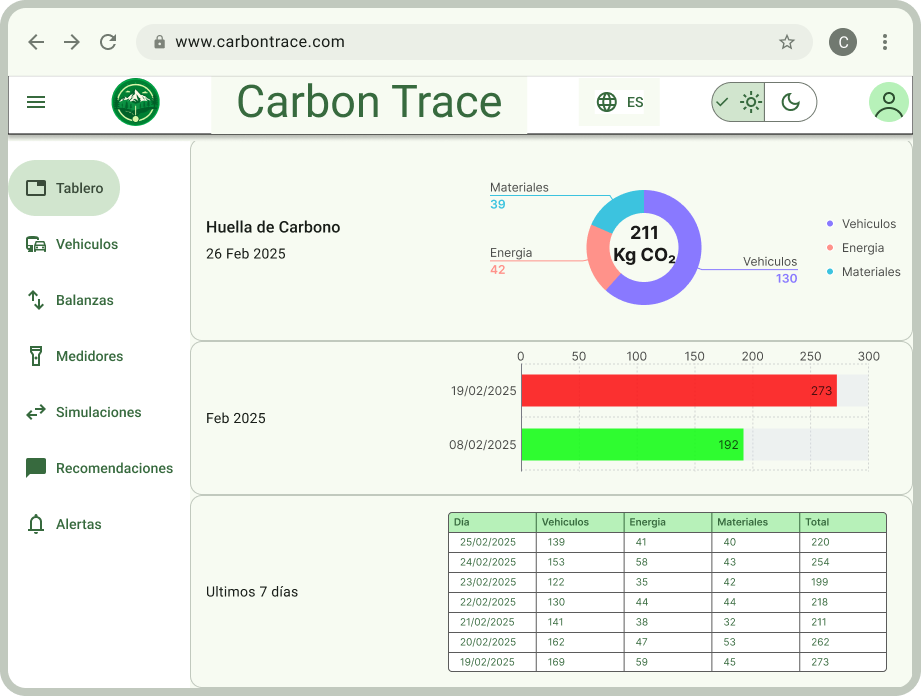 www.carbontrace.com
C
Carbon Trace
ES
Tablero
Vehiculos
Balanzas
Medidores
Simulaciones
Recomendaciones
Alertas
Huella de Carbono
26 Feb 2025
Materiales
39
Energia
42
211
Kg CO₂
Vehiculos
130
Vehiculos
Energia
Materiales
Feb 2025
0 50 100 150 200 250 300
19/02/2025 273
08/02/2025 192
Ultimos 7 días
Día Vehiculos Energia Materiales Total
25/02/2025 139 41 40 220
24/02/2025 153 58 43 254
23/02/2025 122 35 42 199
22/02/2025 130 44 44 218
21/02/2025 141 38 32 211
20/02/2025 162 47 53 262
19/02/2025 169 59 45 273